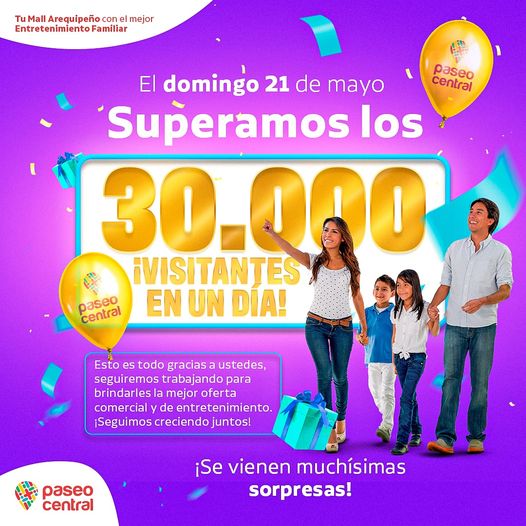 Tu Mall Arequipeño con el mejor
Entretenimiento Familiar
paseo
central
El domingo 21 de mayo
Superamos los
30.000
¡VISITANTES
EN UN DÍA!
paseo
central
Esto es todo gracias a ustedes,
seguiremos trabajando para
brindarles la mejor oferta
comercial y de entretenimiento.
¡Seguimos creciendo juntos!
¡Se vienen muchísimas
sorpresas!
paseo
central